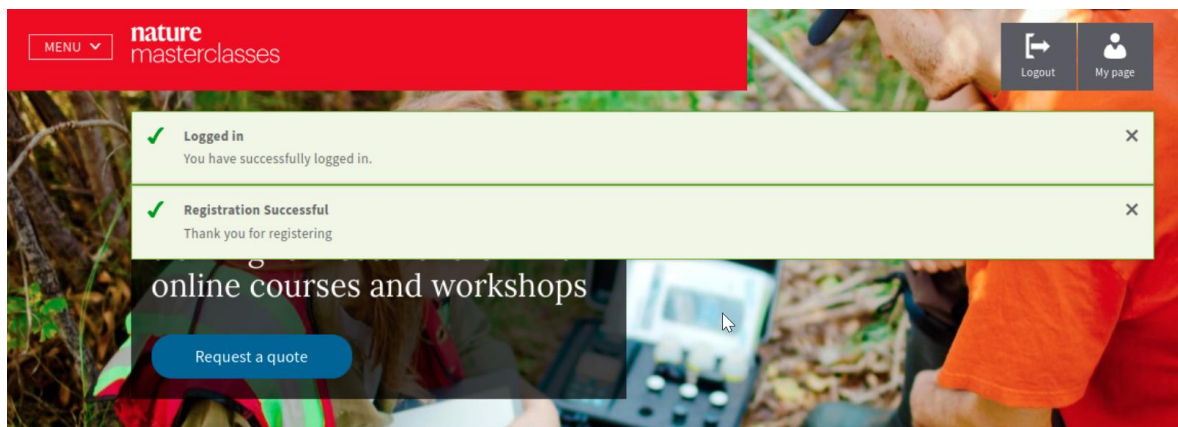 MENU
nature
masterclasses
Logout
My page
Logged in
You have successfully logged in.
Registration Successful
Thank you for registering
online courses and workshops
Request a quote